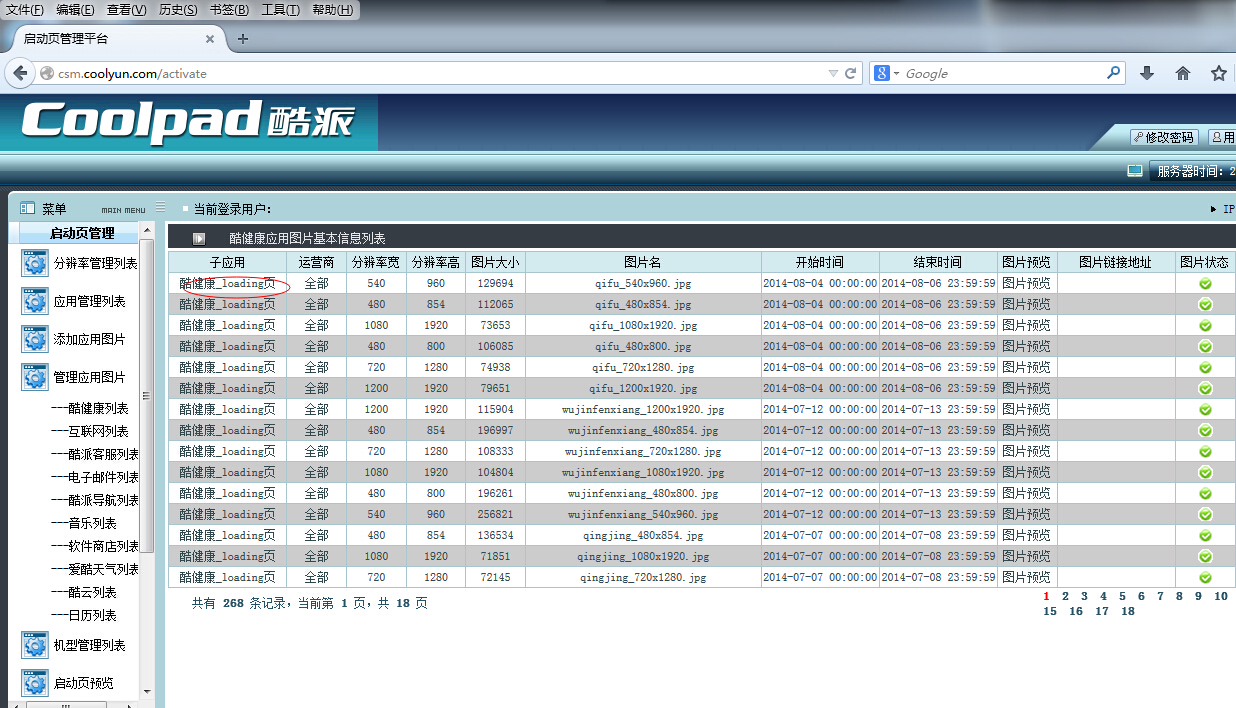 文件(F) 编辑(E) 查看(V) 历史(S) 书签(B) 工具(T) 帮助(H)
启动页管理平台
csm.coolyun.com/activate
8 Google
Coolpad 酷派
修改密码 用
服务器时间: 2
菜单 MAIN MENU 当前登录用户: IP
启动页管理
分辨率管理列表
应用管理列表
添加应用图片
管理应用图片
---酷健康列表
---互联网列表
---酷派客服列表
---电子邮件列表
---酷派导航列表
---音乐列表
---软件商店列表
---爱酷天气列表
---酷云列表
---日历列表
机型管理列表
启动页预览
酷健康应用图片基本信息列表
子应用 运营商 分辨率宽 分辨率高 图片大小 图片名 开始时间 结束时间 图片预览 图片链接地址 图片状态
酷健康_loading页 全部 540 960 129694 qifu_540x960.jpg 2014-08-04 00:00:00 2014-08-06 23:59:59 图片预览
酷健康_loading页 全部 480 854 112065 qifu_480x854.jpg 2014-08-04 00:00:00 2014-08-06 23:59:59 图片预览
酷健康_loading页 全部 1080 1920 73653 qifu_1080x1920.jpg 2014-08-04 00:00:00 2014-08-06 23:59:59 图片预览
酷健康_loading页 全部 480 800 106085 qifu_480x800.jpg 2014-08-04 00:00:00 2014-08-06 23:59:59 图片预览
酷健康_loading页 全部 720 1280 74938 qifu_720x1280.jpg 2014-08-04 00:00:00 2014-08-06 23:59:59 图片预览
酷健康_loading页 全部 1200 1920 79651 qifu_1200x1920.jpg 2014-08-04 00:00:00 2014-08-06 23:59:59 图片预览
酷健康_loading页 全部 1200 1920 115904 wujinfenxiang_1200x1920.jpg 2014-07-12 00:00:00 2014-07-13 23:59:59 图片预览
酷健康_loading页 全部 480 854 196997 wujinfenxiang_480x854.jpg 2014-07-12 00:00:00 2014-07-13 23:59:59 图片预览
酷健康_loading页 全部 720 1280 108333 wujinfenxiang_720x1280.jpg 2014-07-12 00:00:00 2014-07-13 23:59:59 图片预览
酷健康_loading页 全部 1080 1920 104804 wujinfenxiang_1080x1920.jpg 2014-07-12 00:00:00 2014-07-13 23:59:59 图片预览
酷健康_loading页 全部 480 800 196261 wujinfenxiang_480x800.jpg 2014-07-12 00:00:00 2014-07-13 23:59:59 图片预览
酷健康_loading页 全部 540 960 256821 wujinfenxiang_540x960.jpg 2014-07-12 00:00:00 2014-07-13 23:59:59 图片预览
酷健康_loading页 全部 480 854 136534 qingjing_480x854.jpg 2014-07-07 00:00:00 2014-07-08 23:59:59 图片预览
酷健康_loading页 全部 1080 1920 71851 qingjing_1080x1920.jpg 2014-07-07 00:00:00 2014-07-08 23:59:59 图片预览
酷健康_loading页 全部 720 1280 72145 qingjing_720x1280.jpg 2014-07-07 00:00:00 2014-07-08 23:59:59 图片预览
共有 268 条记录，当前第 1 页，共 18 页
1 2 3 4 5 6 7 8 9 10
15 16 17 18